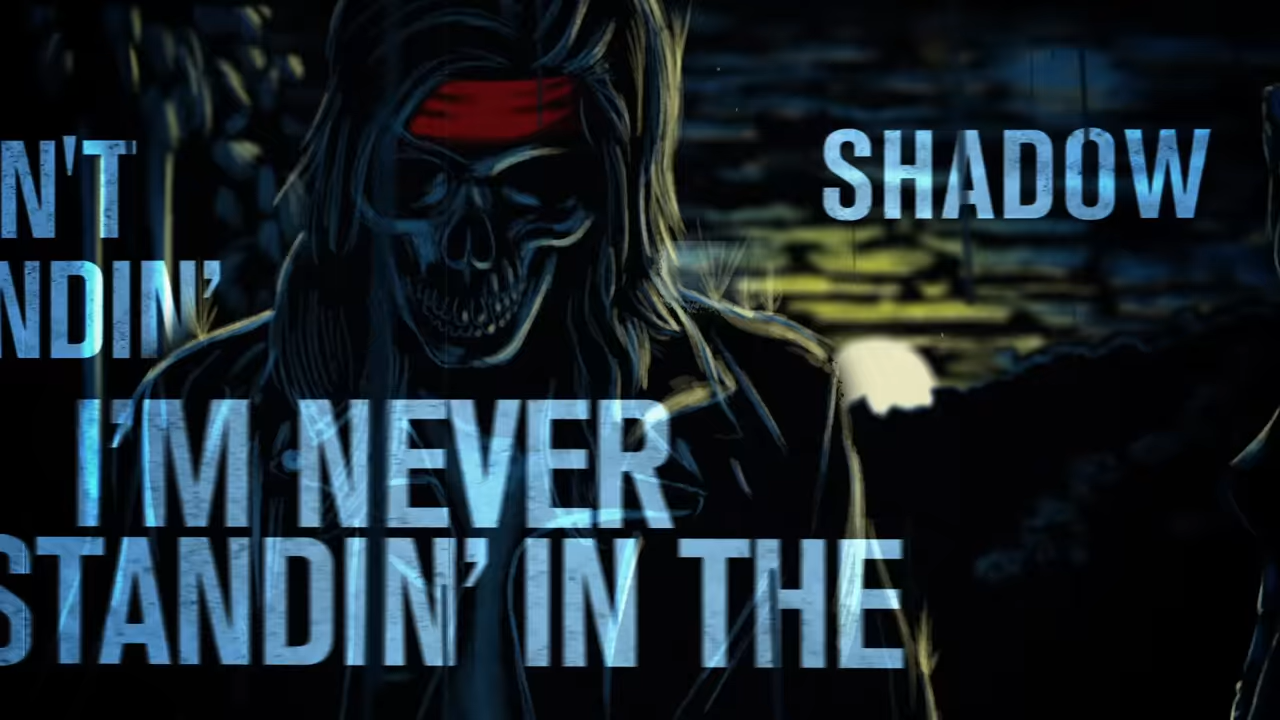 N'T
NDIN’
I’M NEVER
STANDIN’ IN THE
SHADOW